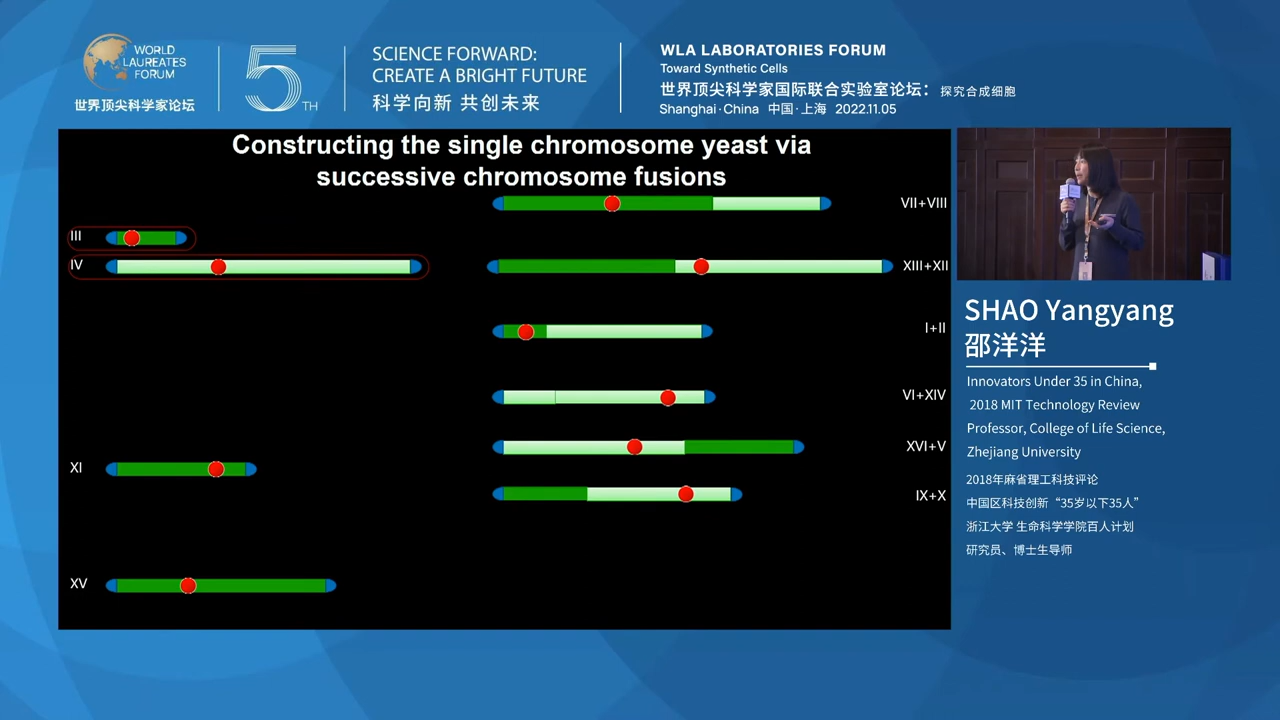 WORLD
LAUREATES
FORUM
世界顶尖科学家论坛
5TH
SCIENCE FORWARD:
CREATE A BRIGHT FUTURE
科学向新 共创未来
WLA LABORATORIES FORUM
Toward Synthetic Cells
世界顶尖科学家国际联合实验室论坛：探究合成细胞
Shanghai·China 中国·上海 2022.11.05
Constructing the single chromosome yeast via
successive chromosome fusions
VII+VIII
III
IV
XIII+XII
I+II
VI+XIV
XVI+V
XI
IX+X
XV
SHAO Yangyang
邵洋洋
Innovators Under 35 in China,
2018 MIT Technology Review
Professor, College of Life Science,
Zhejiang University
2018年麻省理工科技评论
中国区科技创新“35岁以下35人”
浙江大学 生命科学学院百人计划
研究员、博士生导师